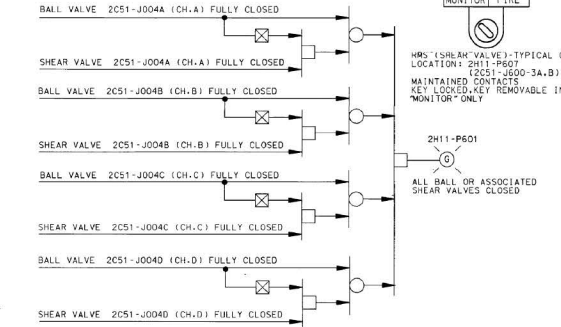 MONITOR FIRE
BALL VALVE 2C51-J004A (CH.A) FULLY CLOSED
SHEAR VALVE 2C51-J004A (CH.A) FULLY CLOSED
RMS (SHEAR VALVE)-TYPICAL
LOCATION: 2H11-P607
(2C51-J600-3A,B)
MAINTAINED CONTACTS
KEY LOCKED,KEY REMOVABLE
"MONITOR" ONLY
BALL VALVE 2C51-J004B (CH.B) FULLY CLOSED
SHEAR VALVE 2C51-J004B (CH.B) FULLY CLOSED
2H11-P601
G
ALL BALL OR ASSOCIATED
SHEAR VALVES CLOSED
BALL VALVE 2C51-J004C (CH.C) FULLY CLOSED
SHEAR VALVE 2C51-J004C (CH.C) FULLY CLOSED
BALL VALVE 2C51-J004D (CH.D) FULLY CLOSED
SHEAR VALVE 2C51-J004D (CH.D) FULLY CLOSED